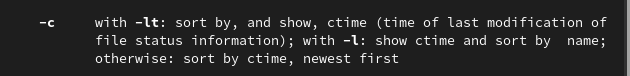 -c     with -lt: sort by, and show, ctime (time of last modification of
file status information); with -l: show ctime and sort by  name;
otherwise: sort by ctime, newest first